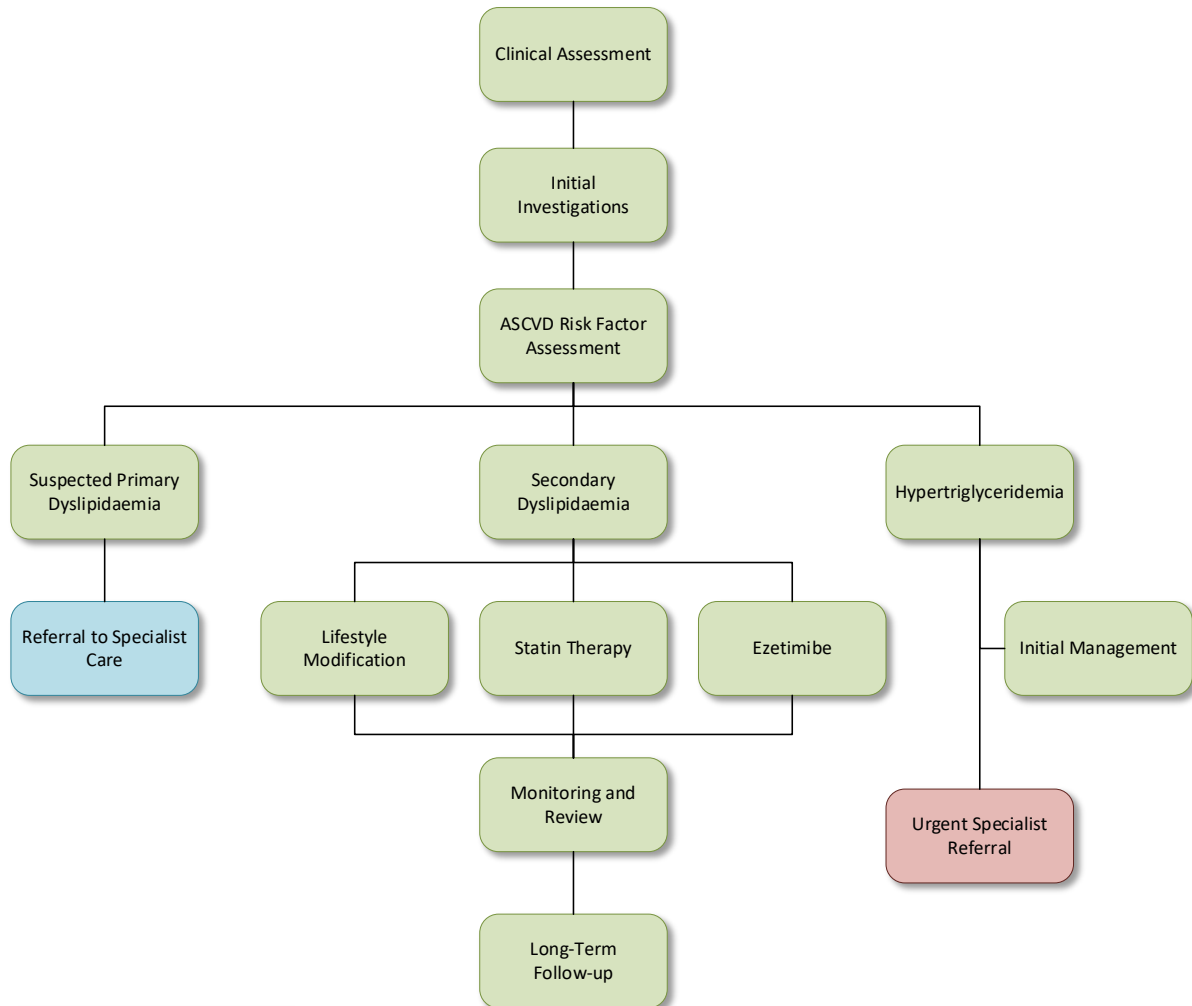 Clinical Assessment
Initial
Investigations
ASCVD Risk Factor
Assessment
Suspected Primary
Dyslipidaemia
Secondary
Dyslipidaemia
Hypertriglyceridemia
Referral to Specialist
Care
Lifestyle
Modification
Statin Therapy
Ezetimibe
Initial Management
Monitoring and
Review
Urgent Specialist
Referral
Long-Term
Follow-up